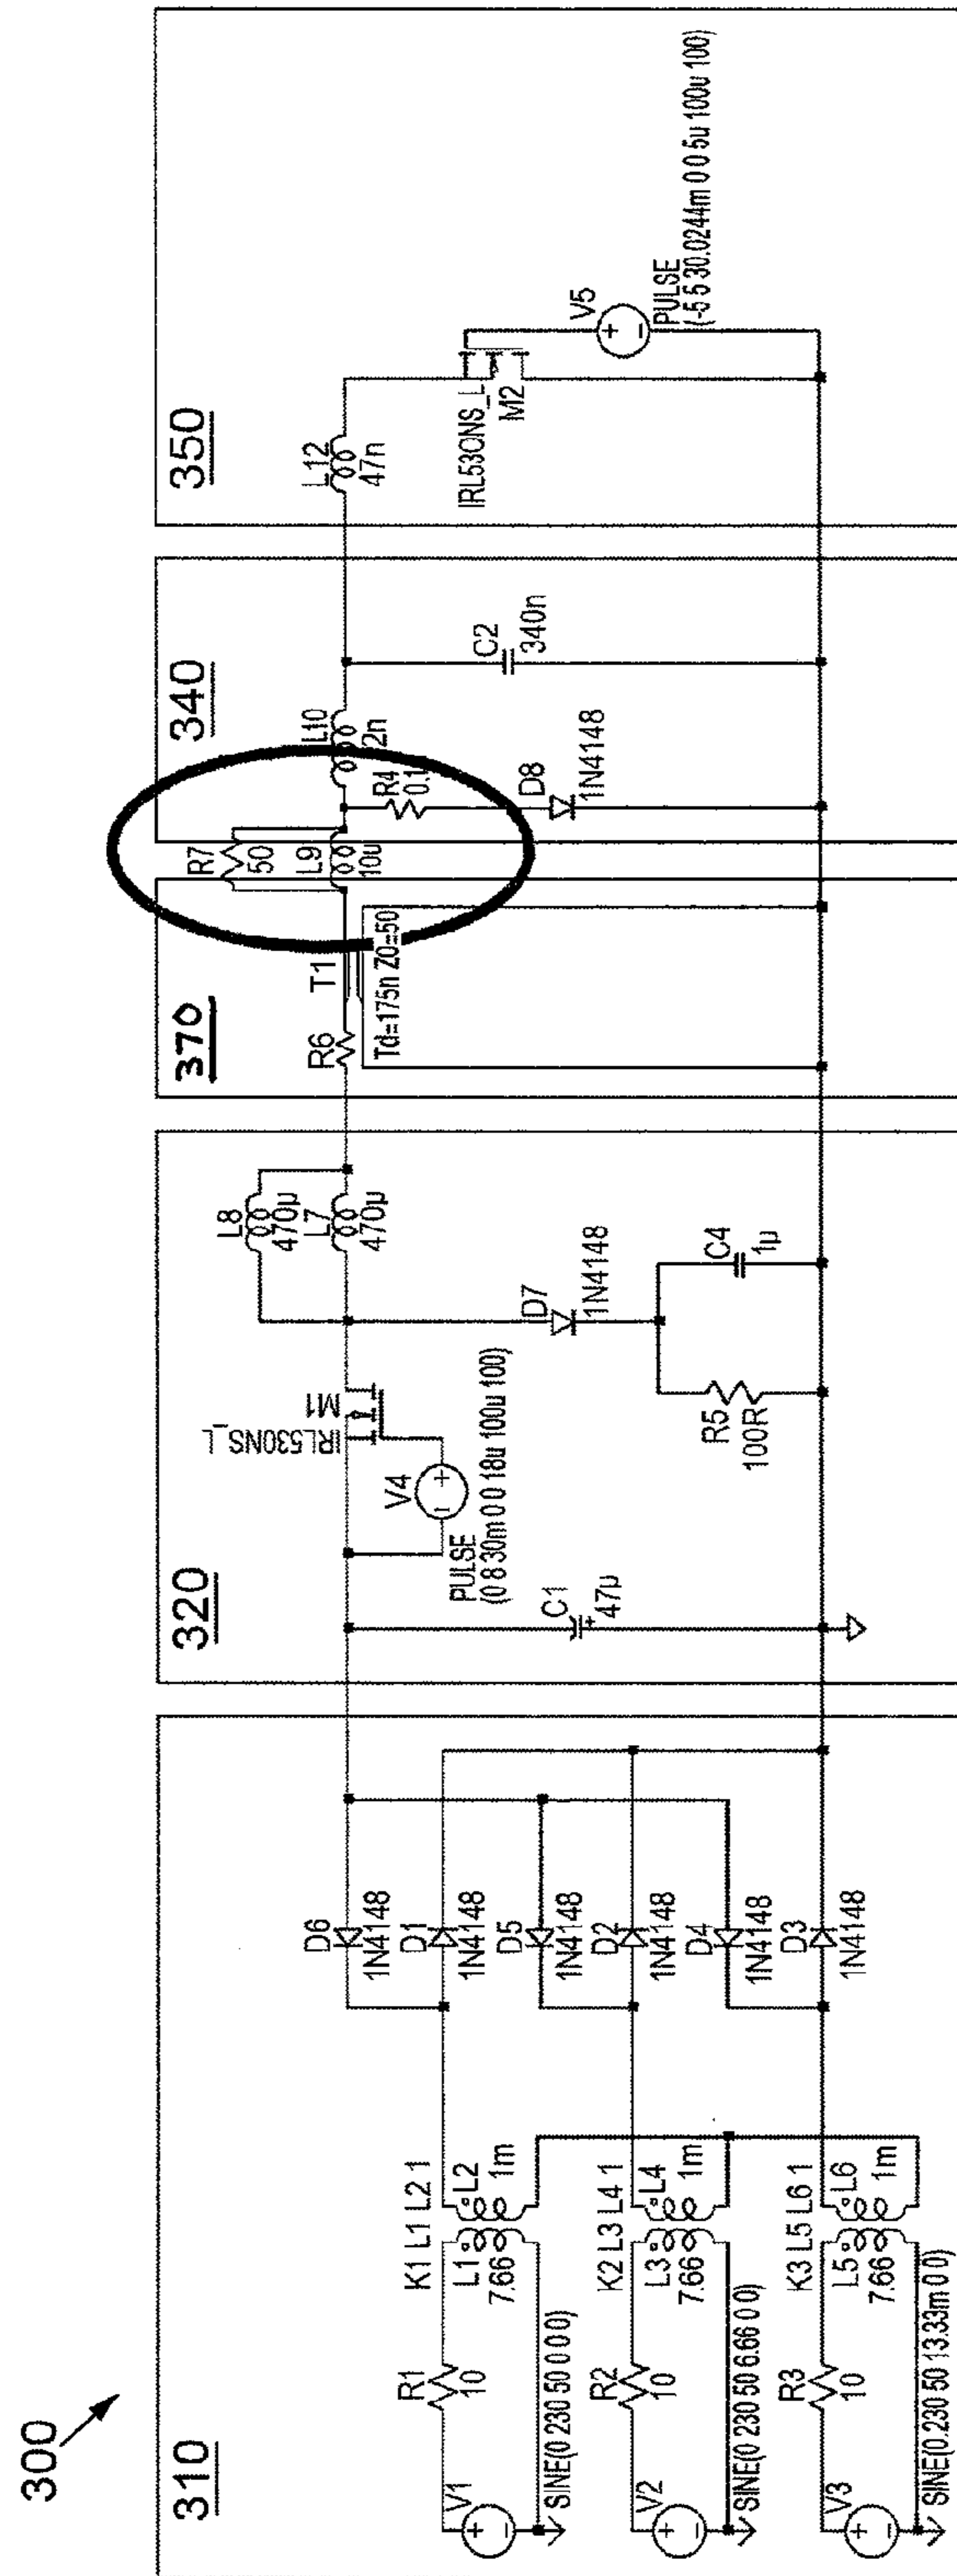 300
310
V1
R1
10
K1 L1 L2 1
L1
7.66
L2
1m
SINE(0 230 50 0 0 0)
V2
R2
10
K2 L3 L4 1
L3
7.66
L4
1m
SINE(0 230 50 6.66 0 0)
V3
R3
10
K3 L5 L6 1
L5
7.66
L6
1m
SINE(0.230 50 13.33m 0 0)
D6
1N4148
D1
1N4148
D5
1N4148
D2
1N4148
D4
1N4148
D3
1N4148
320
C1
47µ
+
V4
PULSE
(0 8 30m 0 0 18u 100u 100)
IRL530NS_L
M1
L8
470µ
L7
470µ
D7
1N4148
R5
100R
C4
1µ
370
R6
T1
Td=175n Z0=50
R7
50
L9
10u
340
L10
2n
R4
0.1
D8
1N4148
C2
340n
350
L12
47n
IRL530NS_L
M2
V5
PULSE
(-5 5 30.0244m 0 0 5u 100u 100)